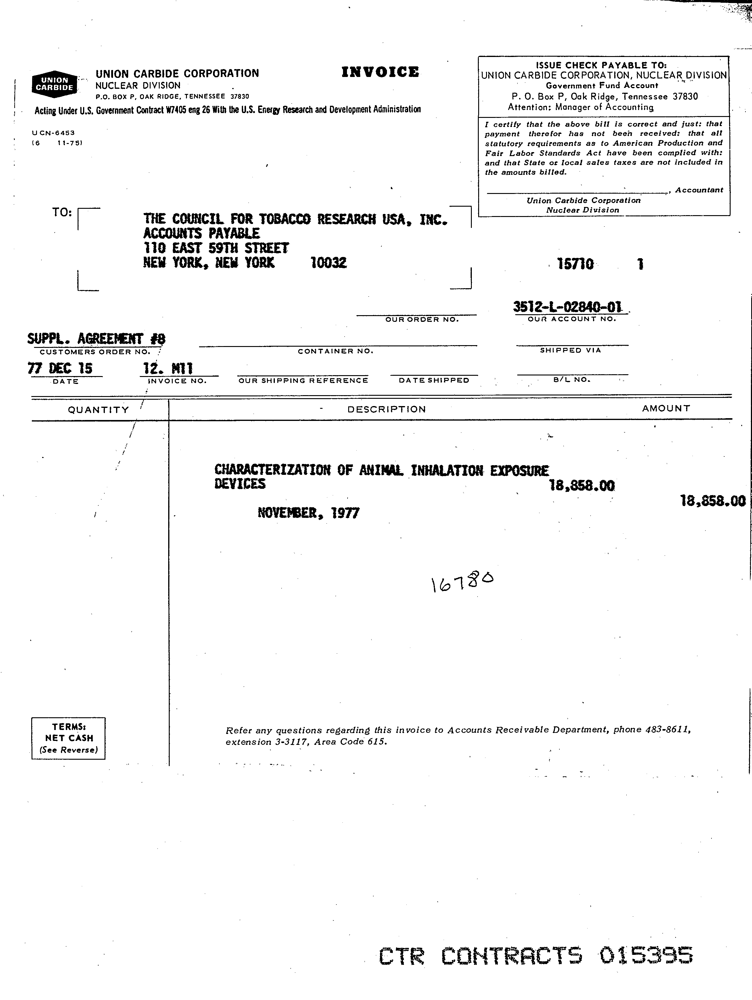 UNION CARBIDE
UNION CARBIDE CORPORATION
NUCLEAR DIVISION
P.O. BOX P, OAK RIDGE, TENNESSEE 37830
INVOICE
Acting Under U.S. Government Contract W7405 eng 26 With the U.S. Energy Research and Development Administration
UCN-6453
(6 11-75)
ISSUE CHECK PAYABLE TO:
UNION CARBIDE CORPORATION, NUCLEAR DIVISION
Government Fund Account
P. O. Box P, Oak Ridge, Tennessee 37830
Attention: Manager of Accounting
I certify that the above bill is correct and just: that
payment therefor has not been received: that all
statutory requirements as to American Production and
Fair Labor Standards Act have been complied with:
and that State or local sales taxes are not included in
the amounts billed.
, Accountant
Union Carbide Corporation
Nuclear Division
TO:
THE COUNCIL FOR TOBACCO RESEARCH USA, INC.
ACCOUNTS PAYABLE
110 EAST 59TH STREET
NEW YORK, NEW YORK 10032
15710 1
3512-L-02840-01
OUR ORDER NO. OUR ACCOUNT NO.
SUPPL. AGREEMENT #8
CUSTOMERS ORDER NO. CONTAINER NO. SHIPPED VIA
77 DEC 15 12. M11
DATE INVOICE NO. OUR SHIPPING REFERENCE DATE SHIPPED B/L NO.
QUANTITY DESCRIPTION AMOUNT
CHARACTERIZATION OF ANIMAL INHALATION EXPOSURE
DEVICES 18,858.00
18,858.00
NOVEMBER, 1977
16780
TERMS:
NET CASH
(See Reverse)
Refer any questions regarding this invoice to Accounts Receivable Department, phone 483-8611,
extension 3-3117, Area Code 615.
CTR CONTRACTS 015395